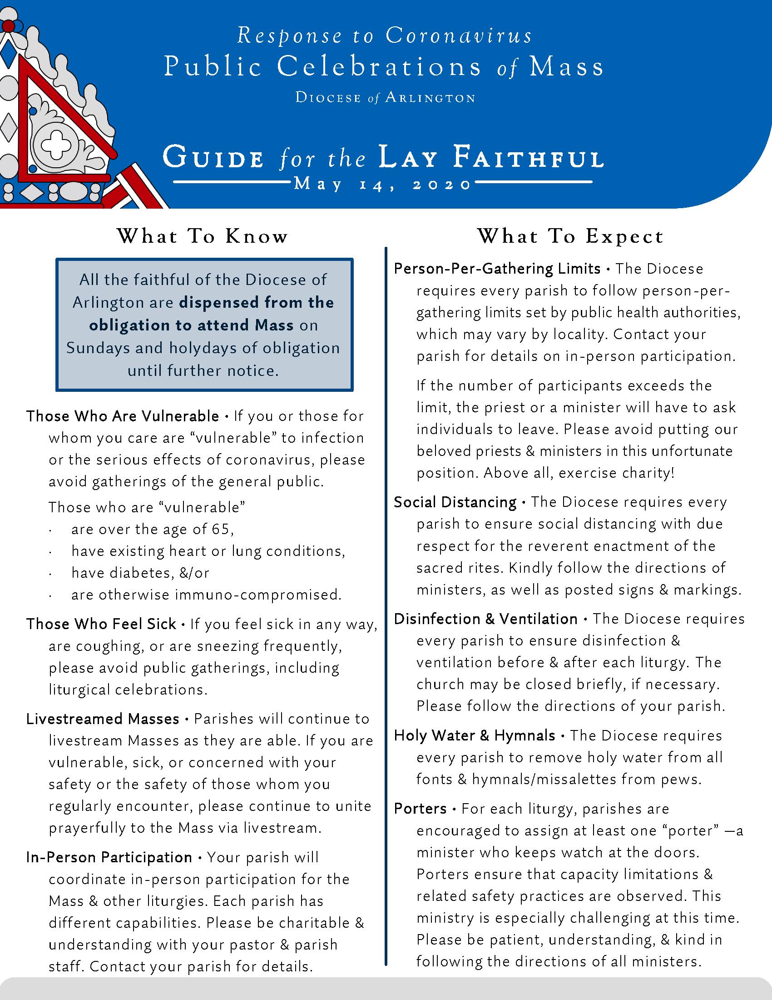 Response to Coronavirus
Public Celebrations of Mass
Diocese of Arlington
Guide for the Lay Faithful
May 14, 2020
What To Know
All the faithful of the Diocese of
Arlington are dispensed from the
obligation to attend Mass on
Sundays and holydays of obligation
until further notice.
Those Who Are Vulnerable • If you or those for
whom you care are “vulnerable” to infection
or the serious effects of coronavirus, please
avoid gatherings of the general public.
Those who are “vulnerable”
· are over the age of 65,
· have existing heart or lung conditions,
· have diabetes, &/or
· are otherwise immuno-compromised.
Those Who Feel Sick • If you feel sick in any way,
are coughing, or are sneezing frequently,
please avoid public gatherings, including
liturgical celebrations.
Livestreamed Masses • Parishes will continue to
livestream Masses as they are able. If you are
vulnerable, sick, or concerned with your
safety or the safety of those whom you
regularly encounter, please continue to unite
prayerfully to the Mass via livestream.
In-Person Participation • Your parish will
coordinate in-person participation for the
Mass & other liturgies. Each parish has
different capabilities. Please be charitable &
understanding with your pastor & parish
staff. Contact your parish for details.
What To Expect
Person-Per-Gathering Limits • The Diocese
requires every parish to follow person-per-
gathering limits set by public health authorities,
which may vary by locality. Contact your
parish for details on in-person participation.
If the number of participants exceeds the
limit, the priest or a minister will have to ask
individuals to leave. Please avoid putting our
beloved priests & ministers in this unfortunate
position. Above all, exercise charity!
Social Distancing • The Diocese requires every
parish to ensure social distancing with due
respect for the reverent enactment of the
sacred rites. Kindly follow the directions of
ministers, as well as posted signs & markings.
Disinfection & Ventilation • The Diocese requires
every parish to ensure disinfection &
ventilation before & after each liturgy. The
church may be closed briefly, if necessary.
Please follow the directions of your parish.
Holy Water & Hymnals • The Diocese requires
every parish to remove holy water from all
fonts & hymnals/missalettes from pews.
Porters • For each liturgy, parishes are
encouraged to assign at least one “porter” —a
minister who keeps watch at the doors.
Porters ensure that capacity limitations &
related safety practices are observed. This
ministry is especially challenging at this time.
Please be patient, understanding, & kind in
following the directions of all ministers.